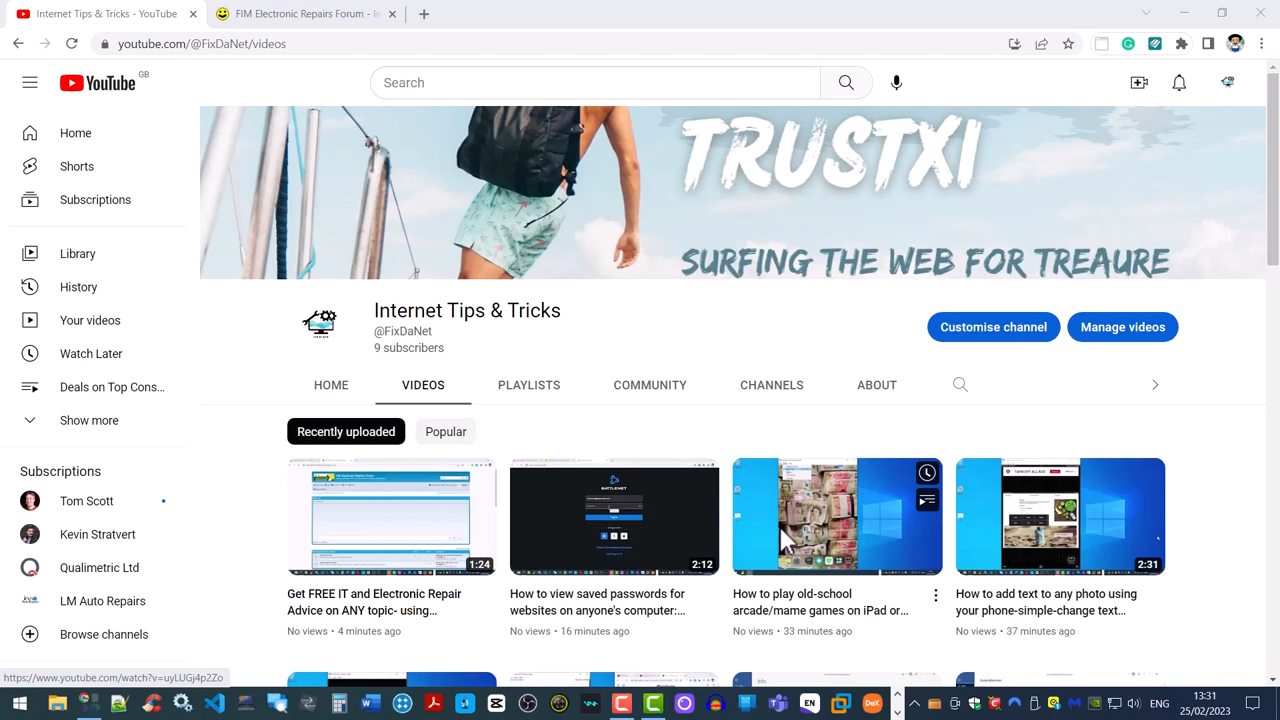 Internet Tips & Tricks - YouTube
FIM Electronic Repairs Forum -
youtube.com/@FixDaNet/videos
YouTube GB
Search
Home
Shorts
Subscriptions
Library
History
Your videos
Watch Later
Deals on Top Cons...
Show more
Subscriptions
Tom Scott
Kevin Stratvert
Qualimetric Ltd
LM Auto Repairs
Browse channels
TRUSTXI
SURFING THE WEB FOR TREAURE
Internet Tips & Tricks
@FixDaNet
9 subscribers
Customise channel
Manage videos
HOME
VIDEOS
PLAYLISTS
COMMUNITY
CHANNELS
ABOUT
Recently uploaded
Popular
BATTLE.NET
1:24
2:12
2:31
Get FREE IT and Electronic Repair
Advice on ANY topic- using...
No views • 4 minutes ago
How to view saved passwords for
websites on anyone's computer:...
No views • 16 minutes ago
How to play old-school
arcade/mame games on iPad or...
No views • 33 minutes ago
How to add text to any photo using
your phone-simple-change text...
No views • 37 minutes ago
https://www.youtube.com/watch?v=uyLUGj4p2Zo
EN
DeX
ENG
13:31
25/02/2023